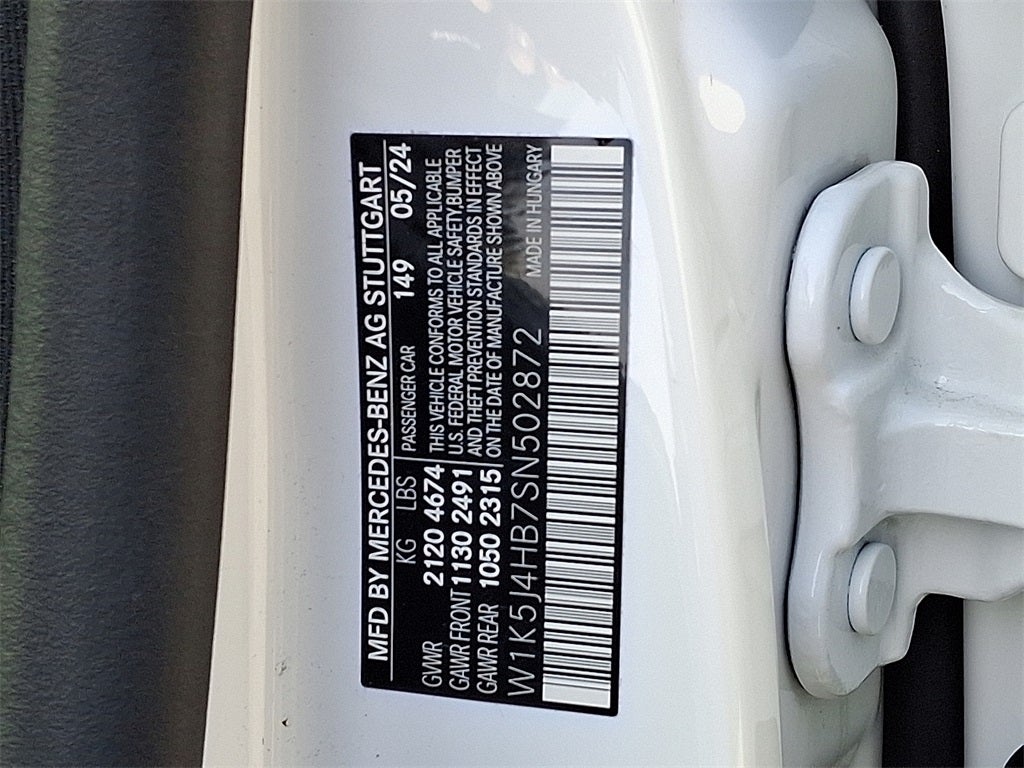 MFD BY MERCEDES-BENZ AG STUTTGART
KG LBS PASSENGER CAR 149 05/24
GWWR 2120 4674 THIS VEHICLE CONFORMS TO ALL APPLICABLE
GAWR FRONT 1130 2491 U.S. FEDERAL MOTOR VEHICLE SAFETY,BUMPER
GAWR REAR 1050 2315 AND THEFT PREVENTION STANDARDS IN EFFECT
ON THE DATE OF MANUFACTURE SHOWN ABOVE
W1K5J4HB7SN502872 MADE IN HUNGARY